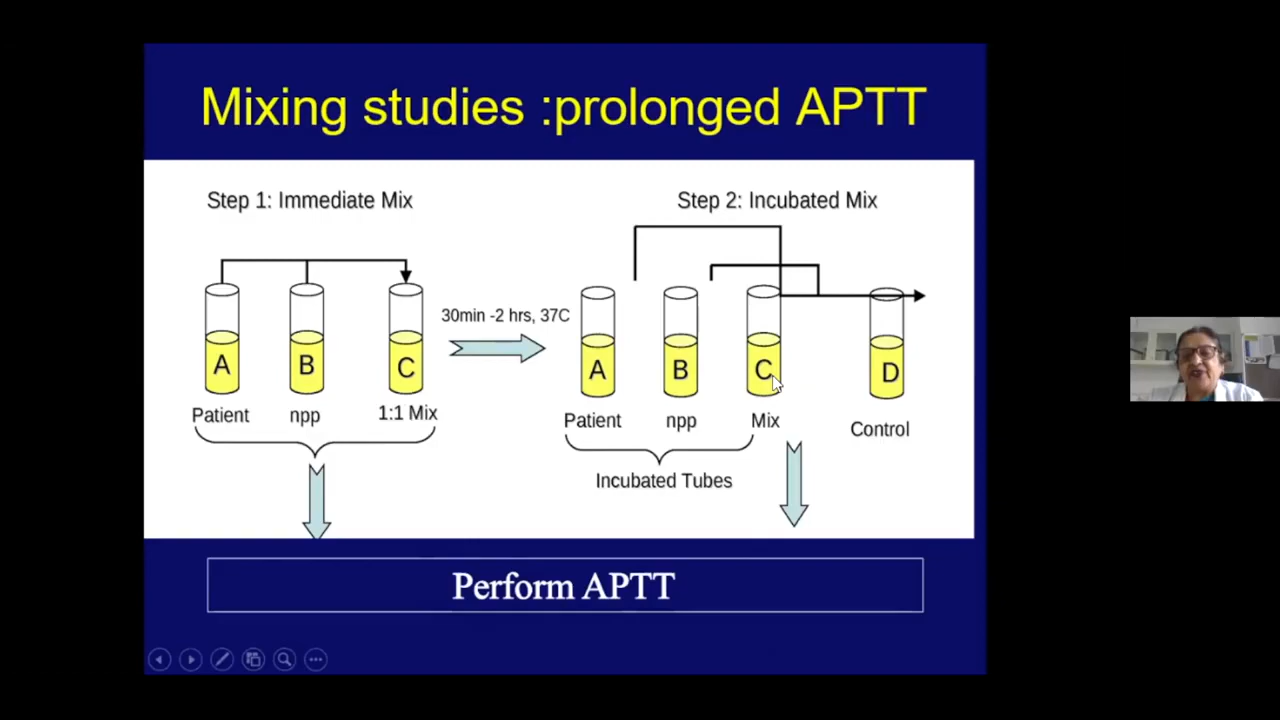 Mixing studies :prolonged APTT
Step 1: Immediate Mix
Step 2: Incubated Mix
30min -2 hrs, 37C
A
B
C
A
B
C
D
Patient
npp
1:1 Mix
Patient
npp
Mix
Control
Incubated Tubes
Perform APTT